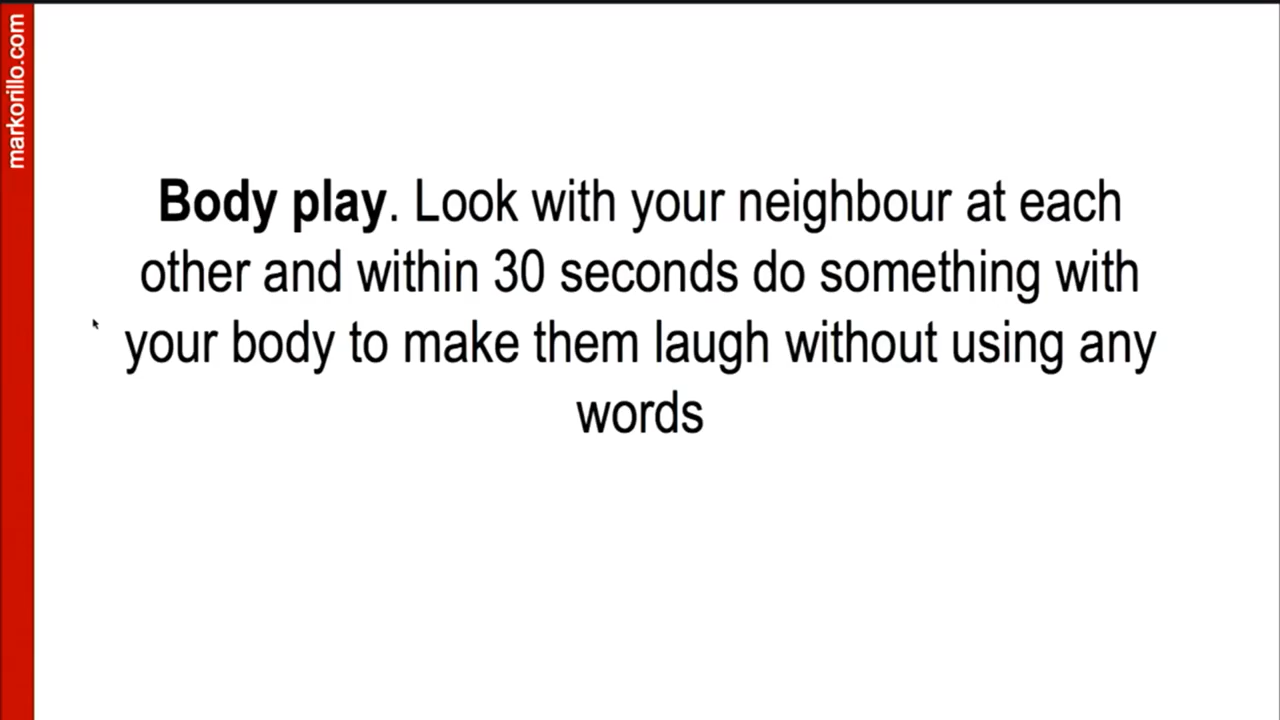 markorillo.com
Body play. Look with your neighbour at each
other and within 30 seconds do something with
your body to make them laugh without using any
words